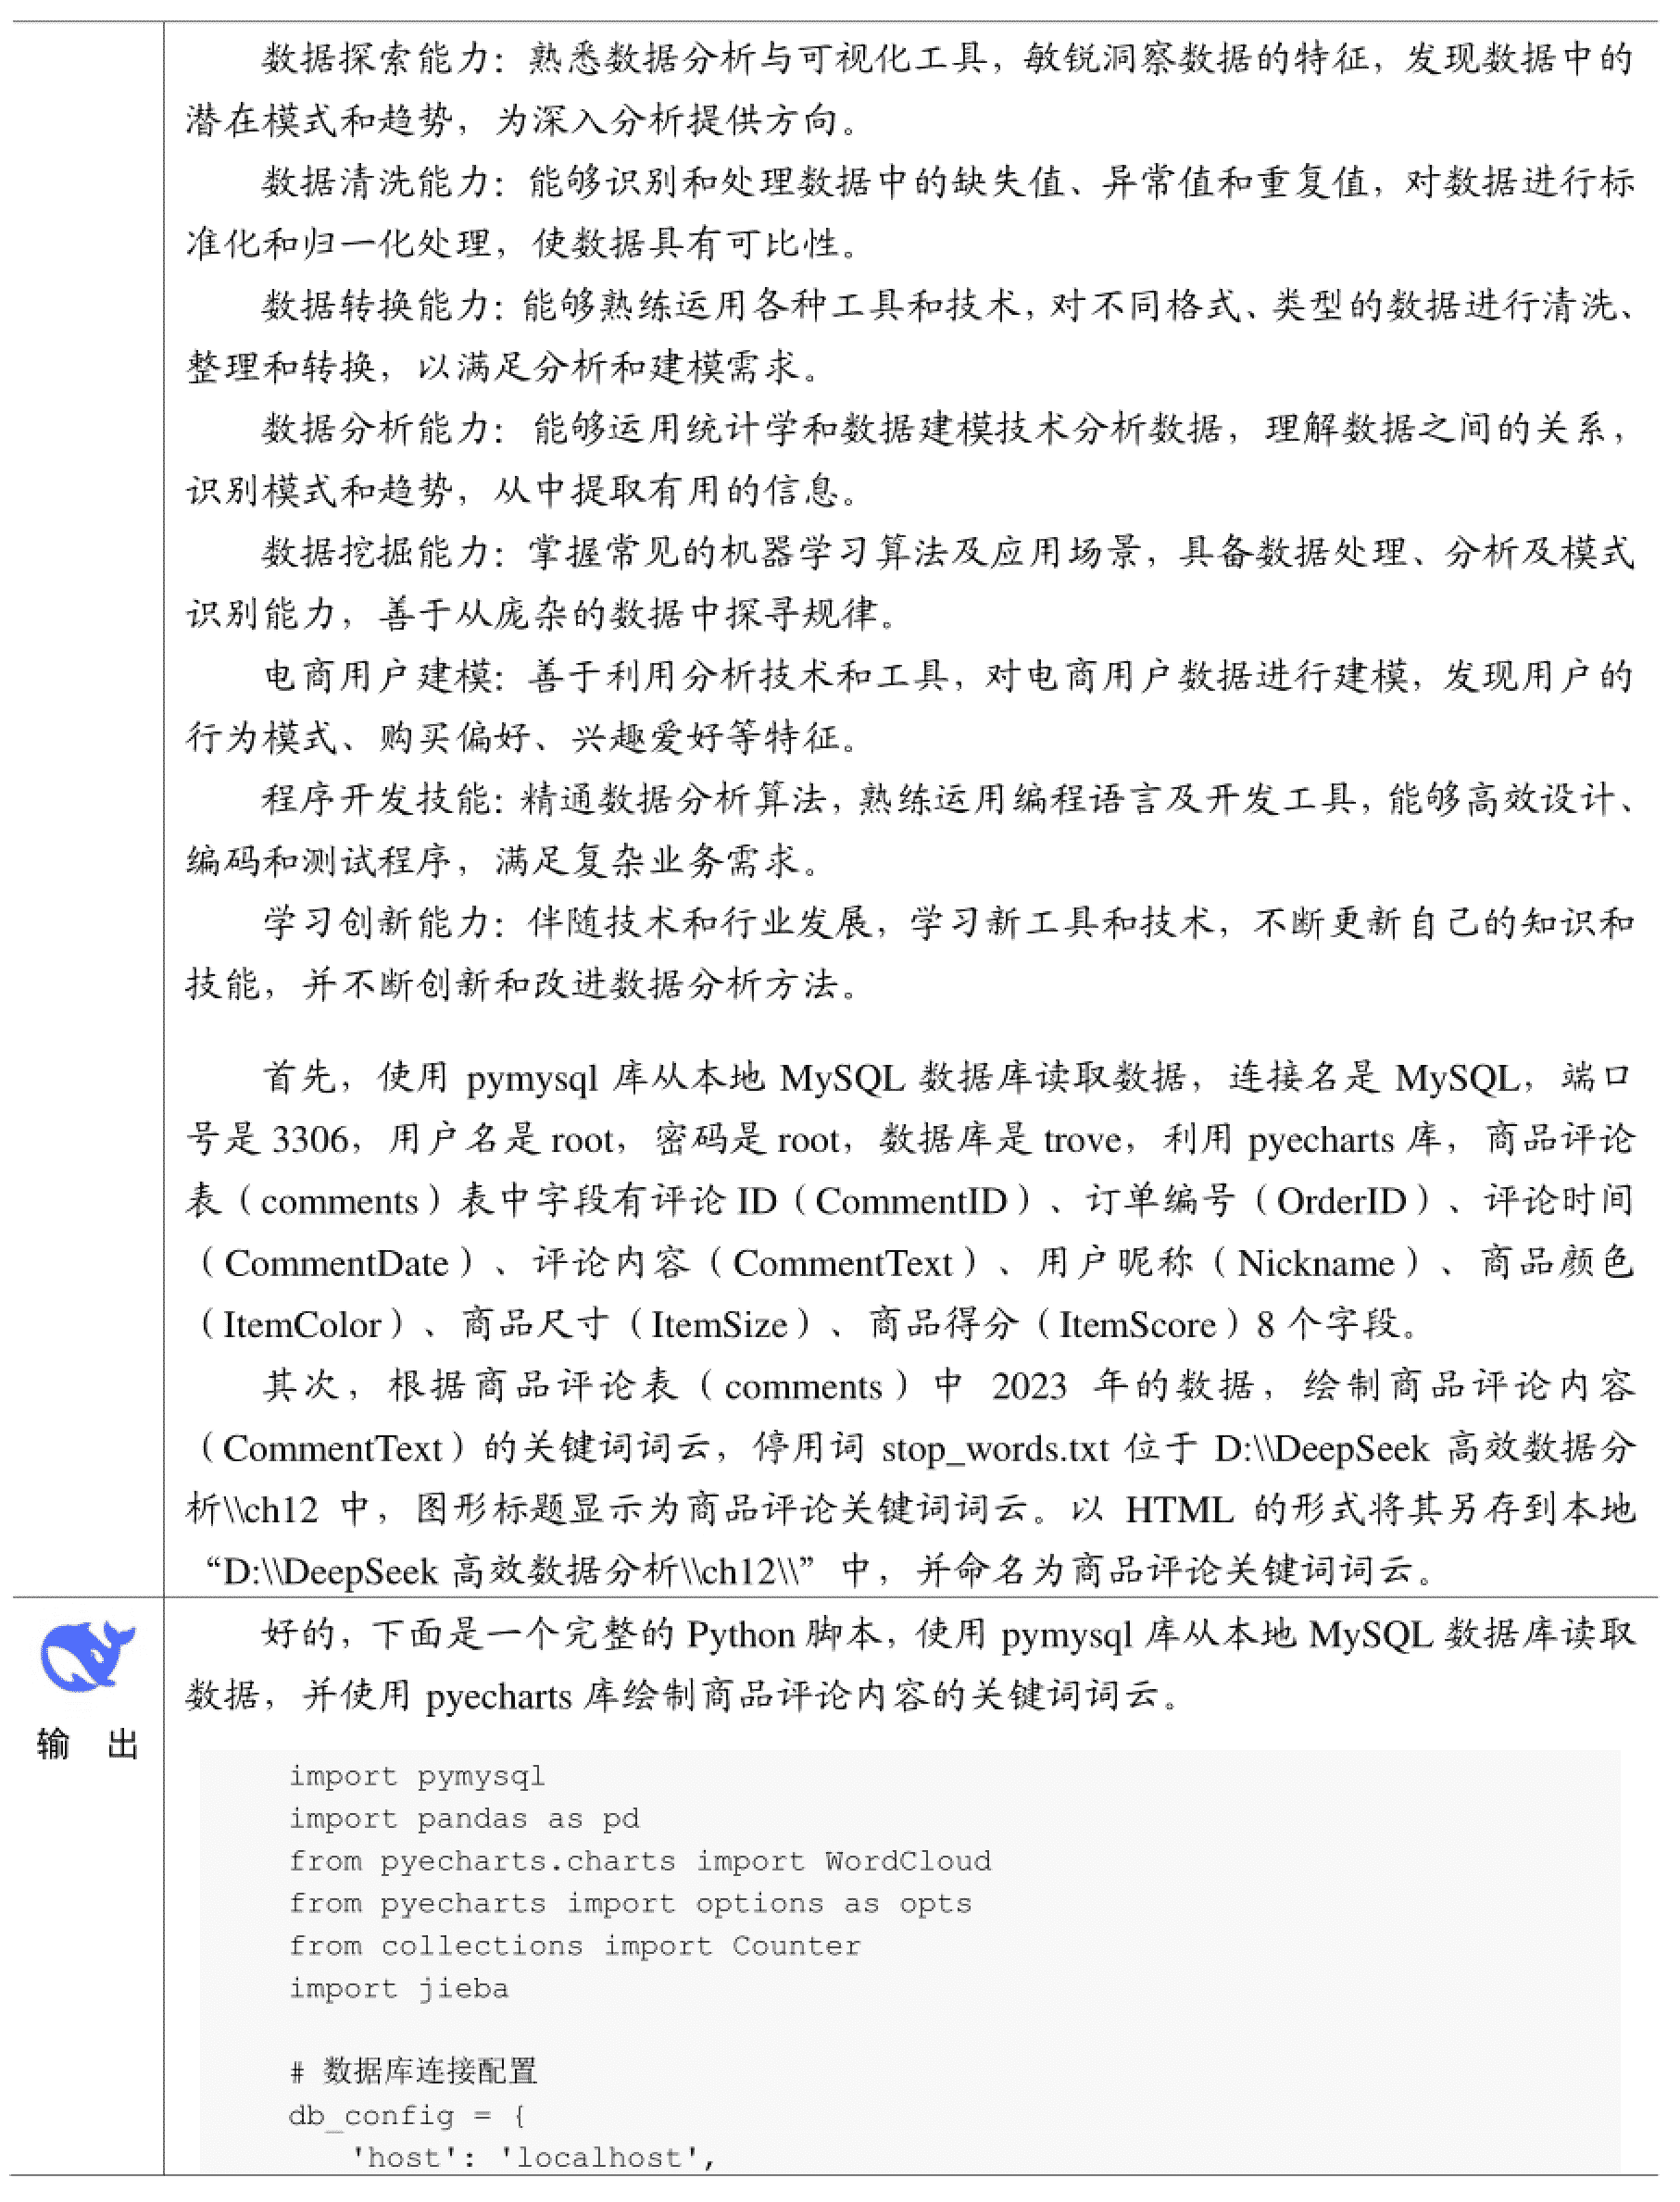 数据探索能力：熟悉数据分析与可视化工具，敏锐洞察数据的特征，发现数据中的
潜在模式和趋势，为深入分析提供方向。
数据清洗能力：能够识别和处理数据中的缺失值、异常值和重复值，对数据进行标
准化和归一化处理，使数据具有可比性。
数据转换能力：能够熟练运用各种工具和技术，对不同格式、类型的数据进行清洗、
整理和转换，以满足分析和建模需求。
数据分析能力：能够运用统计学和数据建模技术分析数据，理解数据之间的关系，
识别模式和趋势，从中提取有用的信息。
数据挖掘能力：掌握常见的机器学习算法及应用场景，具备数据处理、分析及模式
识别能力，善于从庞杂的数据中探寻规律。
电商用户建模：善于利用分析技术和工具，对电商用户数据进行建模，发现用户的
行为模式、购买偏好、兴趣爱好等特征。
程序开发技能：精通数据分析算法，熟练运用编程语言及开发工具，能够高效设计、
编码和测试程序，满足复杂业务需求。
学习创新能力：伴随技术和行业发展，学习新工具和技术，不断更新自己的知识和
技能，并不断创新和改进数据分析方法。
首先，使用 pymysql 库从本地 MySQL 数据库读取数据，连接名是 MySQL，端口
号是 3306，用户名是 root，密码是 root，数据库是 trove，利用 pyecharts 库，商品评论
表（comments）表中字段有评论 ID（CommentID）、订单编号（OrderID）、评论时间
（CommentDate）、评论内容（CommentText）、用户昵称（Nickname）、商品颜色
（ItemColor）、商品尺寸（ItemSize）、商品得分（ItemScore）8 个字段。
其次，根据商品评论表（comments）中 2023 年的数据，绘制商品评论内容
（CommentText）的关键词词云，停用词 stop_words.txt 位于 D:\\DeepSeek 高效数据分
析\\ch12 中，图形标题显示为商品评论关键词词云。以 HTML 的形式将其另存到本地
“D:\\DeepSeek 高效数据分析\\ch12\\”中，并命名为商品评论关键词词云。
输 出
好的，下面是一个完整的 Python 脚本，使用 pymysql 库从本地 MySQL 数据库读取
数据，并使用 pyecharts 库绘制商品评论内容的关键词词云。
import pymysql
import pandas as pd
from pyecharts.charts import WordCloud
from pyecharts import options as opts
from collections import Counter
import jieba
# 数据库连接配置
db_config = {
'host': 'localhost',